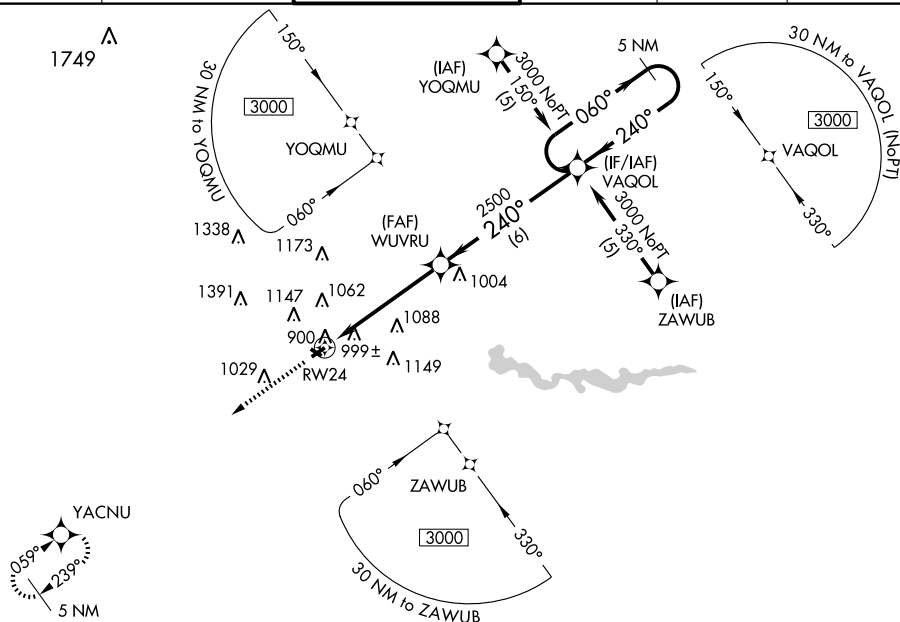 1749
150°
30 NM to YOQMU
3000
YOQMU
060°
(IAF)
YOQMU
3000 NoPT
150°
(5)
5 NM
060°
240°
(IF/IAF)
VAQOL
30 NM to VAQOL (NoPT)
150°
3000
VAQOL
330°
2500
240°
(6)
3000 NoPT
330°
(5)
(IAF)
ZAWUB
(FAF)
WUVRU
1338
1173
1004
1391
1147
1062
1088
900
999±
1149
RW24
1029
060°
ZAWUB
3000
330°
30 NM to ZAWUB
YACNU
059°
239°
5 NM